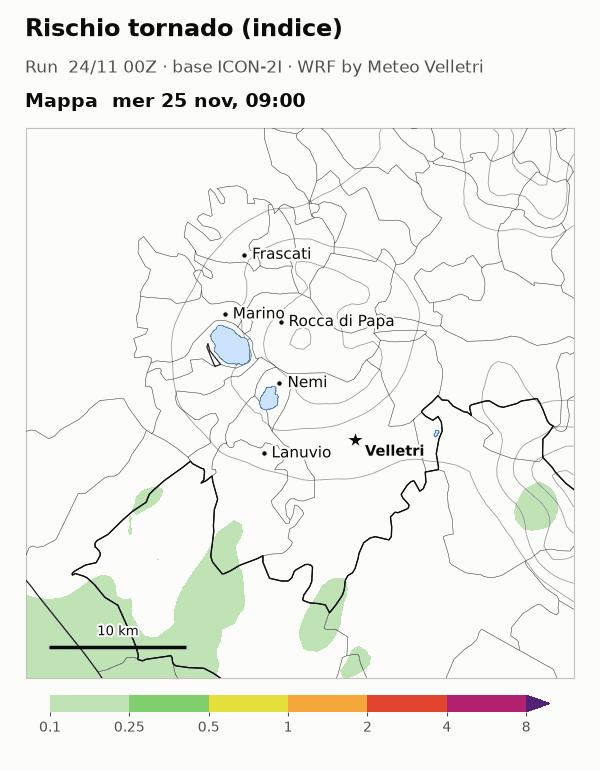 Rischio tornado (indice)
Run 24/11 00Z · base ICON-2I · WRF by Meteo Velletri
Mappa mer 25 nov, 09:00
Frascati
Marino
Rocca di Papa
Nemi
Velletri
Lanuvio
10 km
0.1 0.25 0.5 1 2 4 8